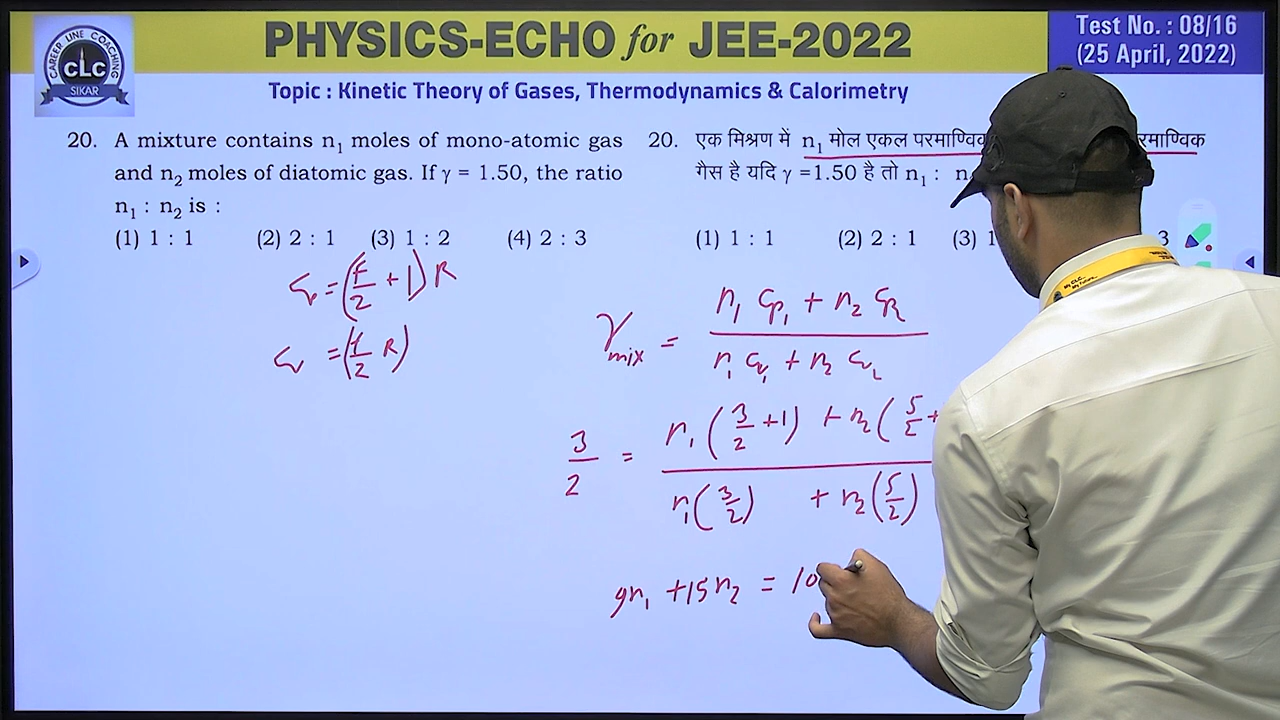 PHYSICS-ECHO for JEE-2022
Test No. : 08/16
(25 April, 2022)
CAREER LINE COACHING
CLC
SIKAR
Topic : Kinetic Theory of Gases, Thermodynamics & Calorimetry
20. A mixture contains n₁ moles of mono-atomic gas
and n₂ moles of diatomic gas. If γ = 1.50, the ratio
n₁ : n₂ is :
(1) 1 : 1 (2) 2 : 1 (3) 1 : 2 (4) 2 : 3
20. एक मिश्रण में n₁ मोल एकल परमाण्विक
गैस है यदि γ =1.50 है तो n₁ :
(1) 1 : 1 (2) 2 : 1 (3) 1 3
= (F/2 + 1) R
= (f/2 R)
γmix = (n₁ Cp₁ + n₂ Cp₂) / (n₁ Cv₁ + n₂ Cv₂)
3/2 = (n₁ (3/2 + 1) + n₂ (5/2 + / (n₁ (3/2) + n₂ (5/2)
9n₁ + 15n₂ = 10